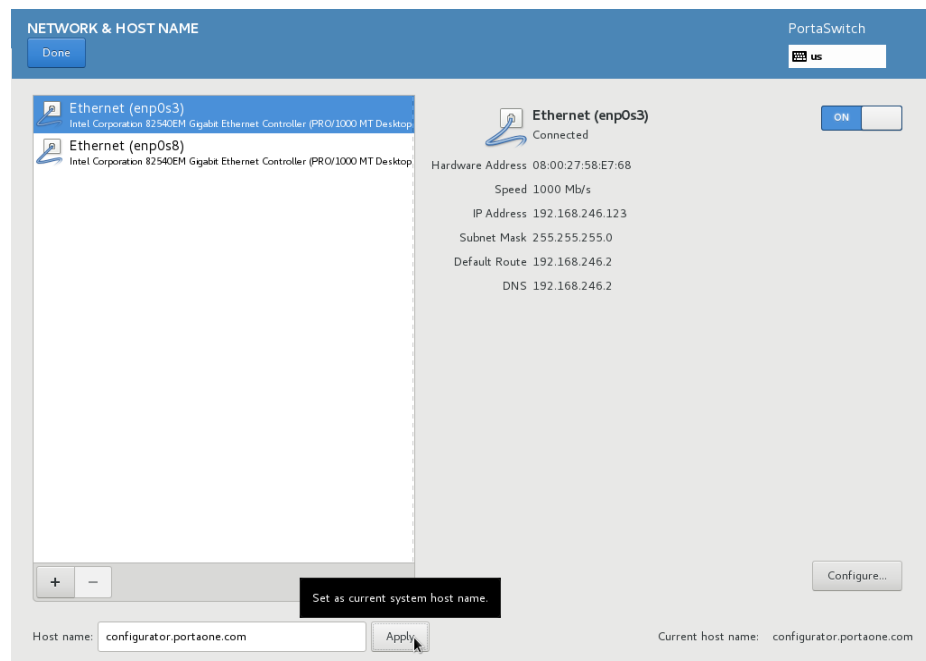 NETWORK & HOST NAME
PortaSwitch
Done
us
Ethernet (enp0s3)
Intel Corporation 82540EM Gigabit Ethernet Controller (PRO/1000 MT Desktop
Ethernet (enp0s8)
Intel Corporation 82540EM Gigabit Ethernet Controller (PRO/1000 MT Desktop
Ethernet (enp0s3)
Connected
ON
Hardware Address 08:00:27:58:E7:68
Speed 1000 Mb/s
IP Address 192.168.246.123
Subnet Mask 255.255.255.0
Default Route 192.168.246.2
DNS 192.168.246.2
+ −
Configure...
Set as current system host name.
Host name: configurator.portaone.com Apply
Current host name: configurator.portaone.com